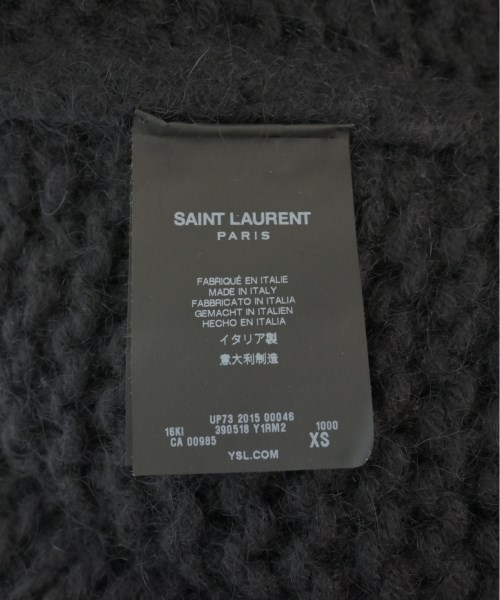 SAINT LAURENT
PARIS
FABRIQUÉ EN ITALIE
MADE IN ITALY
FABBRICATO IN ITALIA
GEMACHT IN ITALIEN
HECHO EN ITALIA
イタリア製
意大利制造
UP73 2015 00046
16KI 390518 Y1RM2 1000
CA 00985 XS
YSL.COM